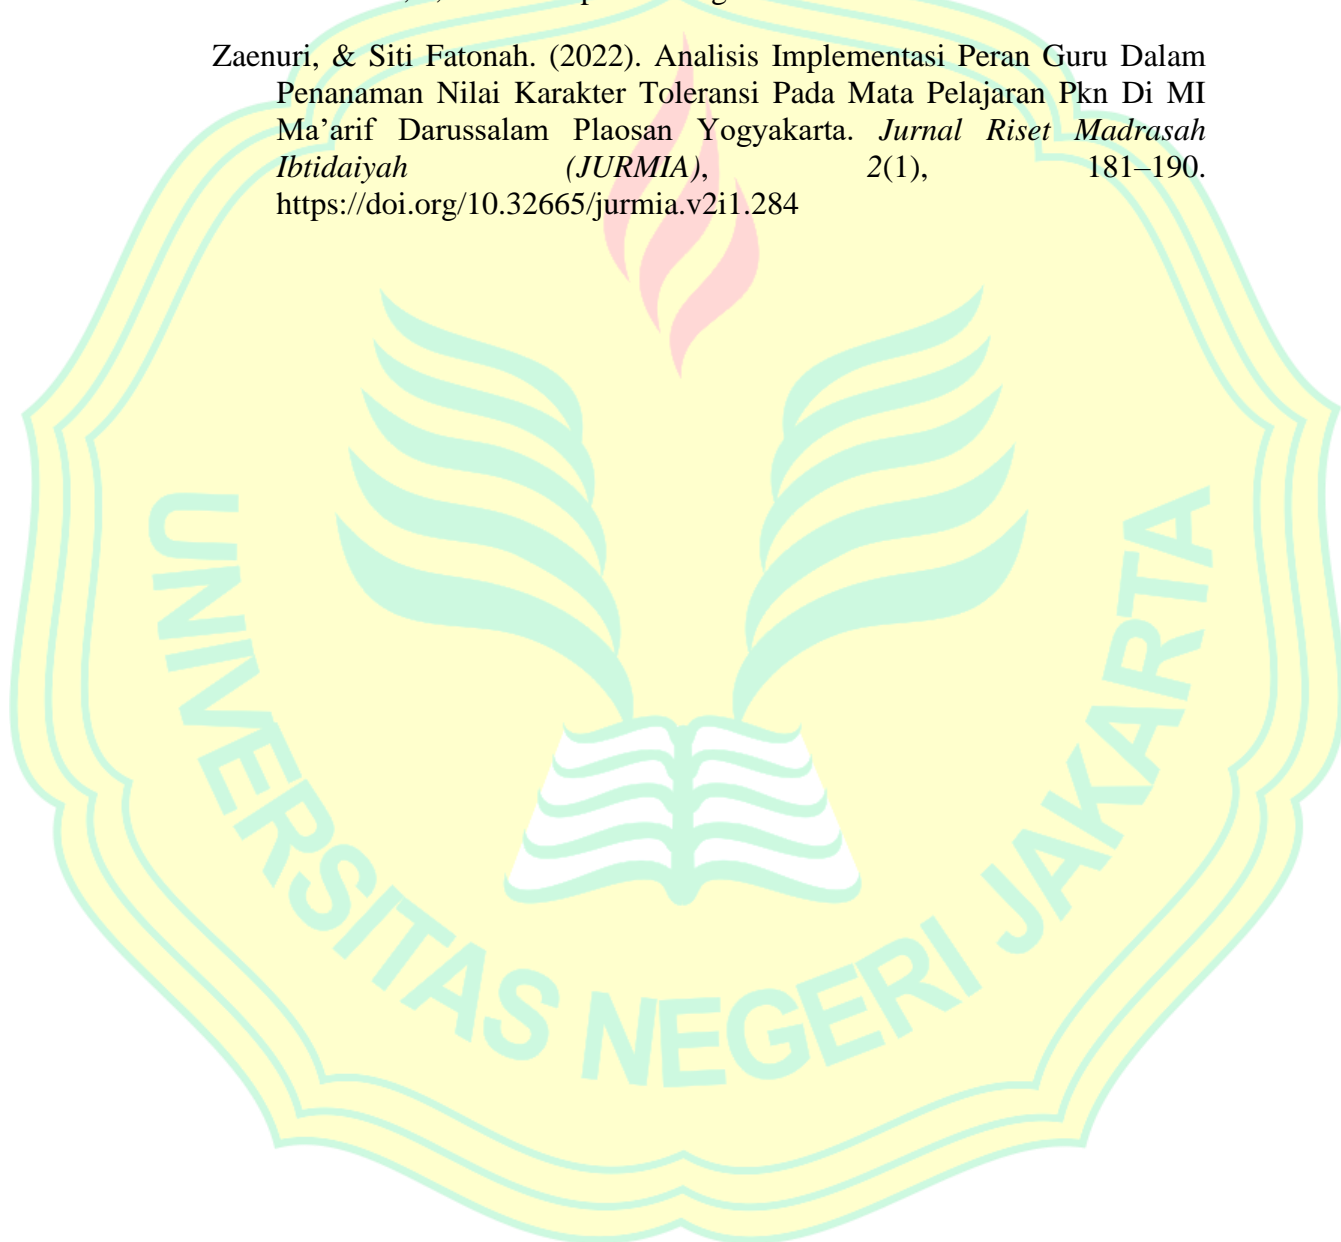 Zaenuri, & Siti Fatonah. (2022). Analisis Implementasi Peran Guru Dalam
Penanaman Nilai Karakter Toleransi Pada Mata Pelajaran Pkn Di MI
Ma’arif Darussalam Plaosan Yogyakarta. Jurnal Riset Madrasah
Ibtidaiyah (JURMIA), 2(1), 181–190.
https://doi.org/10.32665/jurmia.v2i1.284
UNIVERSITAS NEGERI JAKARTA